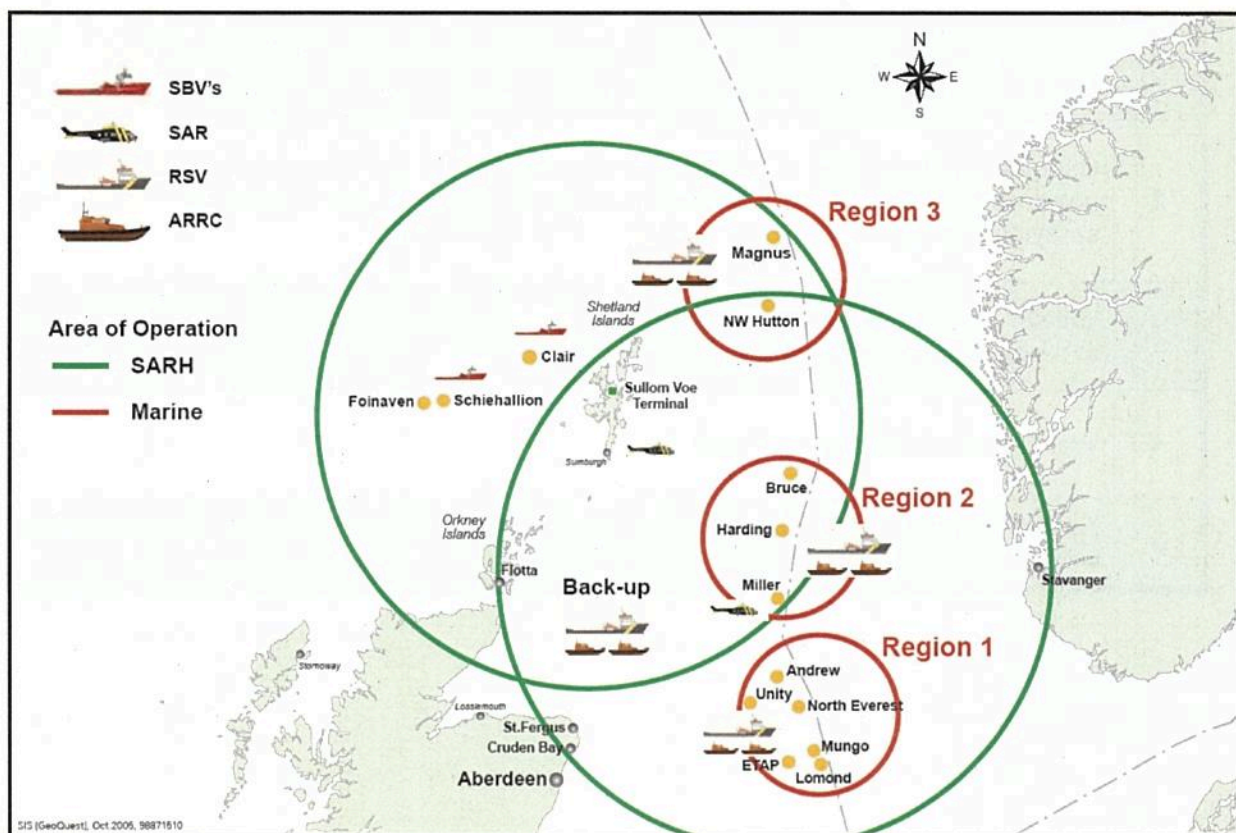 SBV's
SAR
RSV
ARRC
Area of Operation
SARH
Marine
N
W
E
S
Region 3
Magnus
NW Hutton
Shetland
Islands
Clair
Foinaven
Schiehallion
Sullom Voe
Terminal
Sumburgh
Bruce
Region 2
Harding
Orkney
Islands
Flotta
Back-up
Miller
Stavanger
Region 1
Stornoway
Andrew
Unity
North Everest
Lossiemouth
St.Fergus
Cruden Bay
Mungo
ETAP
Lomond
Aberdeen
SIS (GeoQuest), Oct.2005, 98871510